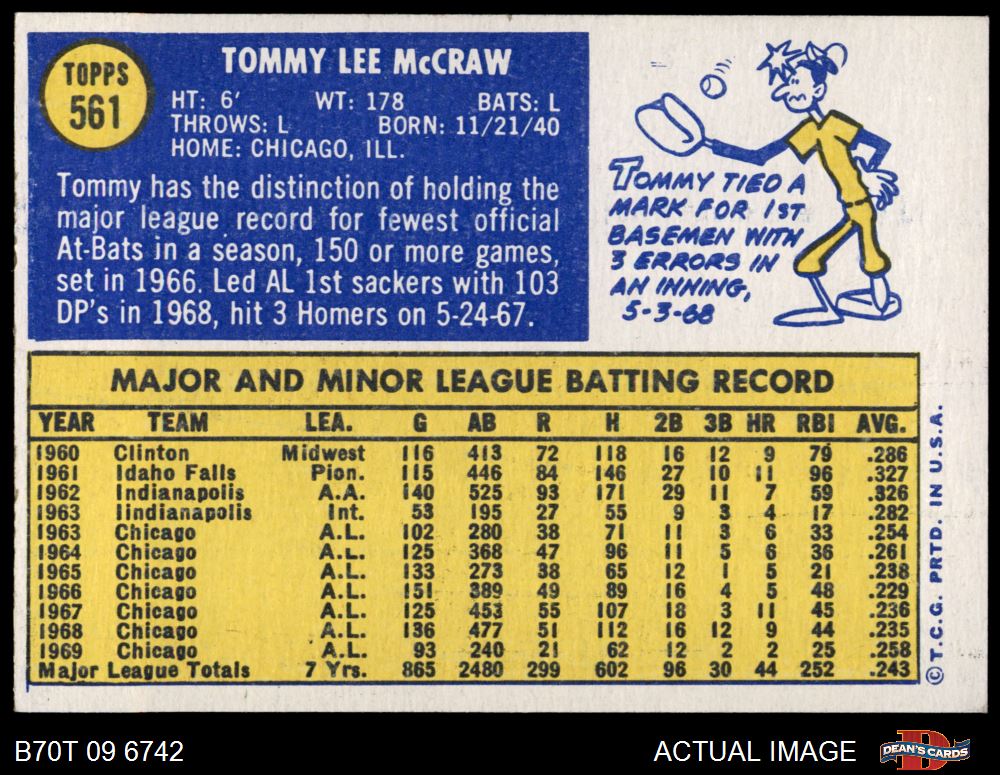 TOPPS
561
TOMMY LEE McCRAW
HT: 6' WT: 178 BATS: L
THROWS: L BORN: 11/21/40
HOME: CHICAGO, ILL.
Tommy has the distinction of holding the
major league record for fewest official
At-Bats in a season, 150 or more games,
set in 1966. Led AL 1st sackers with 103
DP's in 1968, hit 3 Homers on 5-24-67.
TOMMY TIED A
MARK FOR 1ST
BASEMEN WITH
3 ERRORS IN
AN INNING,
5-3-68
MAJOR AND MINOR LEAGUE BATTING RECORD
YEAR TEAM LEA. G AB R H 2B 3B HR RBI AVG.
1960 Clinton Midwest 116 413 72 118 16 12 9 79 .286
1961 Idaho Falls Pion. 115 446 84 146 27 10 11 96 .327
1962 Indianapolis A.A. 140 525 93 171 29 11 7 59 .326
1963 Iindianipolis Int. 53 195 27 55 9 3 4 17 .282
1963 Chicago A.L. 102 280 38 71 11 3 6 33 .254
1964 Chicago A.L. 125 368 47 96 11 5 6 36 .261
1965 Chicago A.L. 133 273 38 65 12 1 5 21 .238
1966 Chicago A.L. 151 389 49 89 16 4 5 48 .229
1967 Chicago A.L. 125 453 55 107 18 3 11 45 .236
1968 Chicago A.L. 136 477 51 112 16 12 9 44 .235
1969 Chicago A.L. 93 240 21 62 12 2 2 25 .258
Major League Totals 7 Yrs. 865 2480 299 602 96 30 44 252 .243
© T.C.G. PRTD. IN U.S.A.
B70T 09 6742 ACTUAL IMAGE
D
DEAN'S CARDS